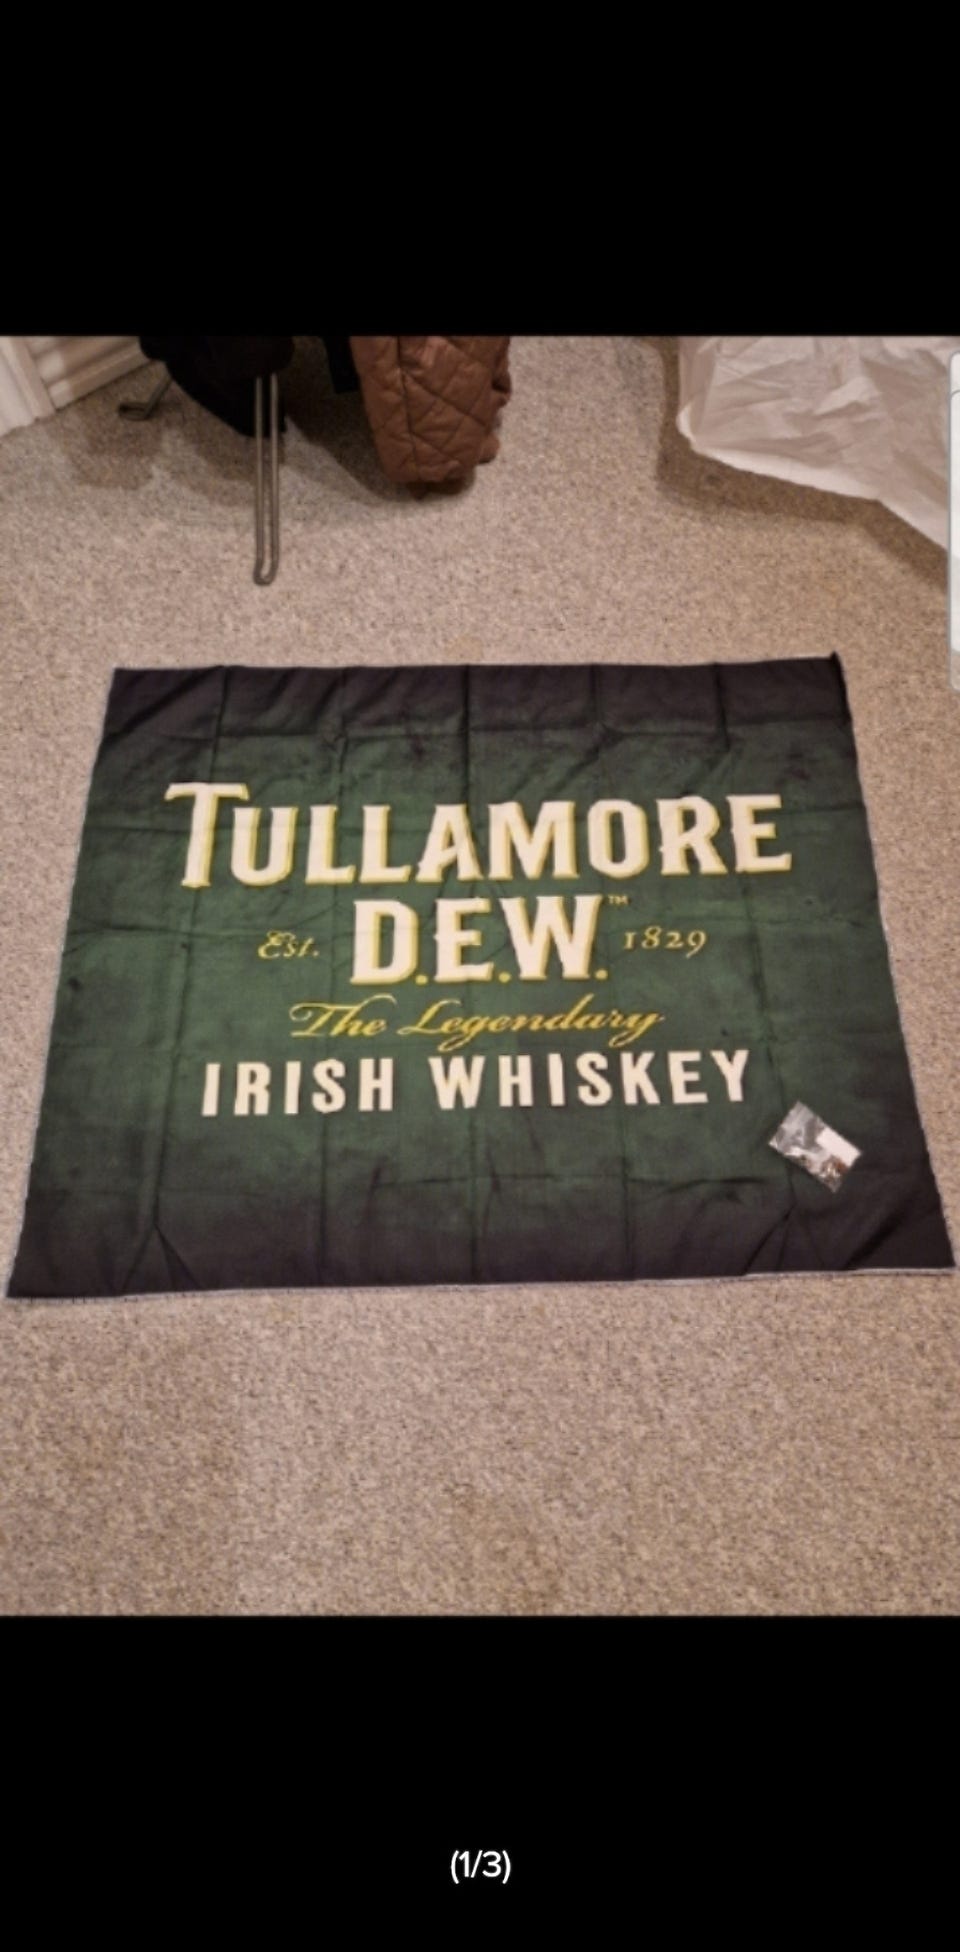 TULLAMORE
D.E.W.™
Est. 1829
The Legendary
IRISH WHISKEY
(1/3)